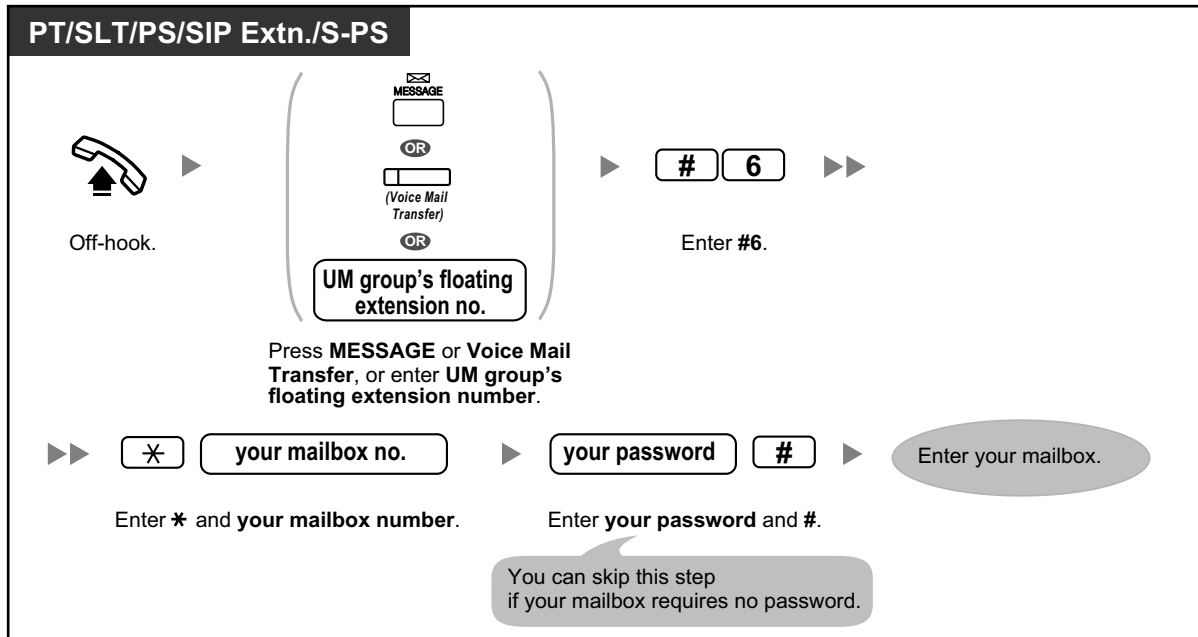 PT/SLT/PS/SIP Extn./S-PS
MESSAGE
OR
(Voice Mail
Transfer)
OR
UM group's floating
extension no.
# 6
Off-hook.
Press MESSAGE or Voice Mail
Transfer, or enter UM group's
floating extension number.
Enter #6.
* your mailbox no.
your password #
Enter your mailbox.
Enter * and your mailbox number.
Enter your password and #.
You can skip this step
if your mailbox requires no password.